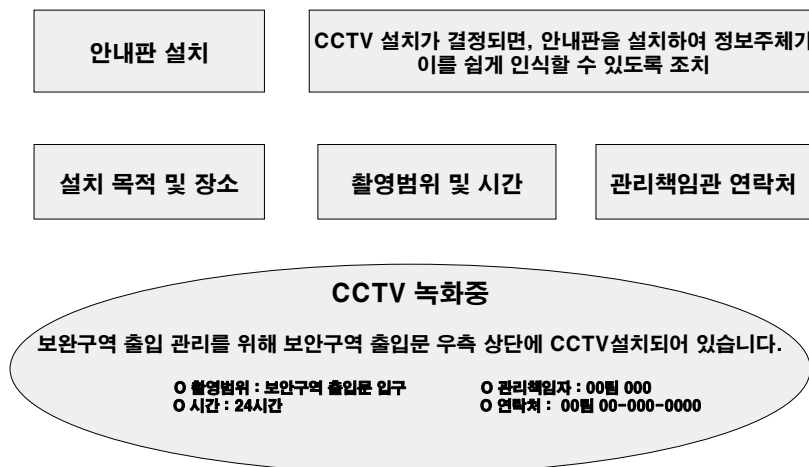 안내판 설치
CCTV 설치가 결정되면, 안내판을 설치하여 정보주체가
이를 쉽게 인식할 수 있도록 조치
설치 목적 및 장소
촬영범위 및 시간
관리책임관 연락처
CCTV 녹화중
보완구역 출입 관리를 위해 보안구역 출입문 우측 상단에 CCTV설치되어 있습니다.
O 촬영범위 : 보안구역 출입문 입구
O 관리책임자 : 00팀 000
O 시간 : 24시간
O 연락처 : 00팀 00-000-0000